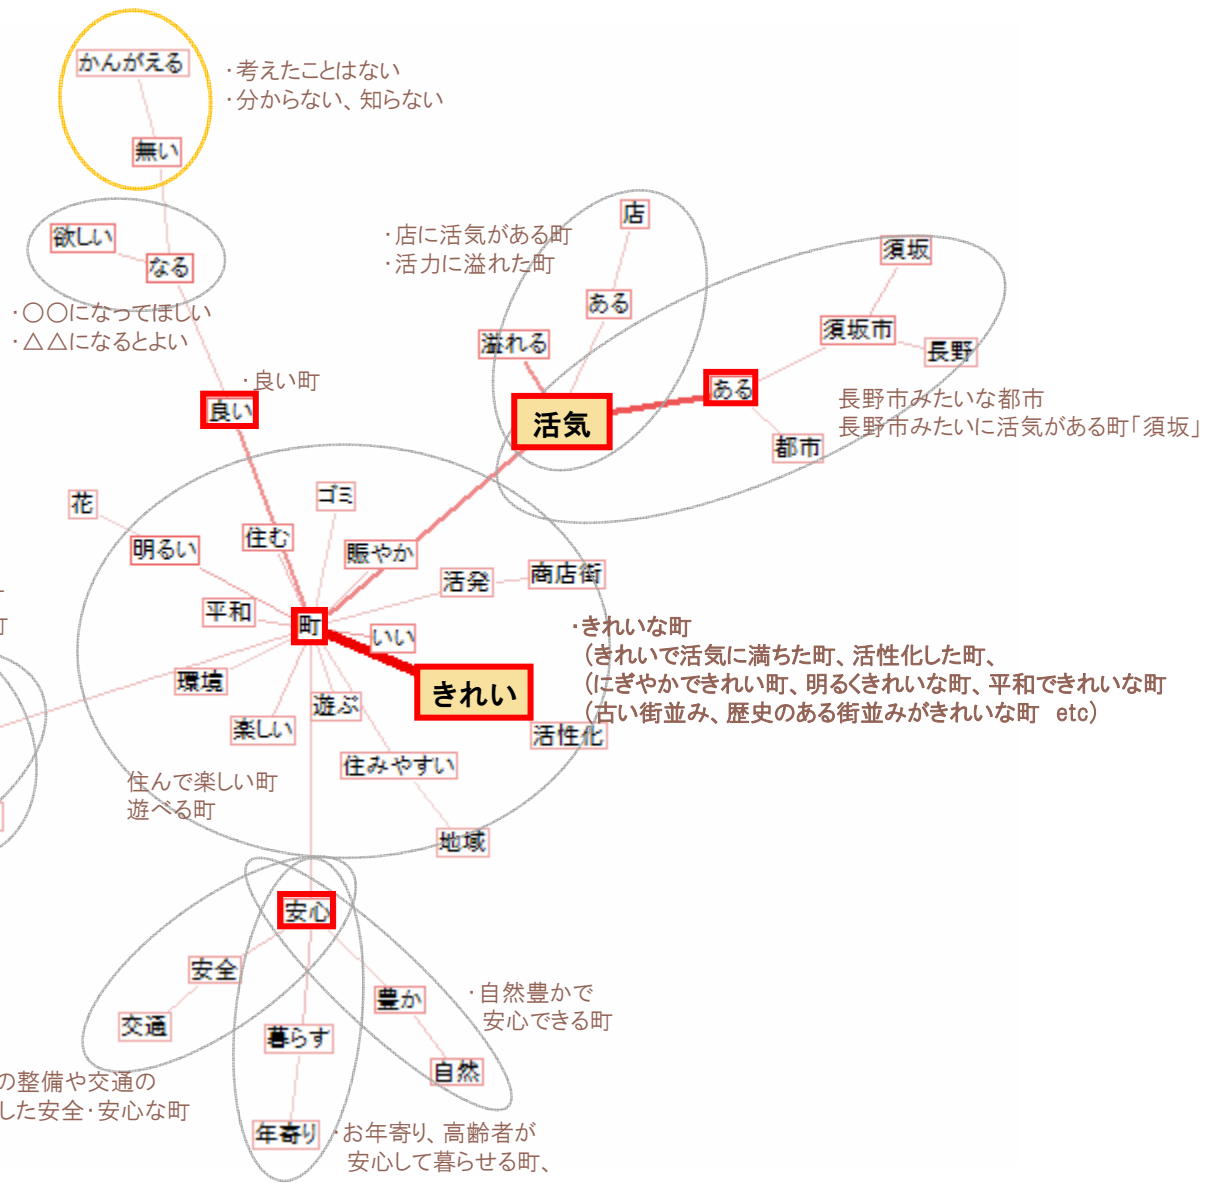 かんがえる
・考えたことはない
・分からない、知らない
無い
欲しい
なる
・〇〇になってほしい
・△△になるとよい
・良い町
良い
店
・店に活気がある町
・活力に溢れた町
ある
溢れる
活気
須坂
須坂市
長野
ある
都市
長野市みたいな都市
長野市みたいに活気がある町「須坂」
花
ゴミ
明るい
住む
賑やか
活発
商店街
平和
町
いい
環境
きれい
・きれいな町
(きれいで活気に満ちた町、活性化した町、
(にぎやかできれい町、明るくきれいな町、平和できれいな町
(古い街並み、歴史のある街並みがきれいな町 etc)
町
楽しい
遊ぶ
活性化
住みやすい
住んで楽しい町
遊べる町
地域
安心
安全
交通
暮らす
豊か
自然
・自然豊かで
安心できる町
の整備や交通の
した安全・安心な町
年寄り
・お年寄り、高齢者が
安心して暮らせる町、